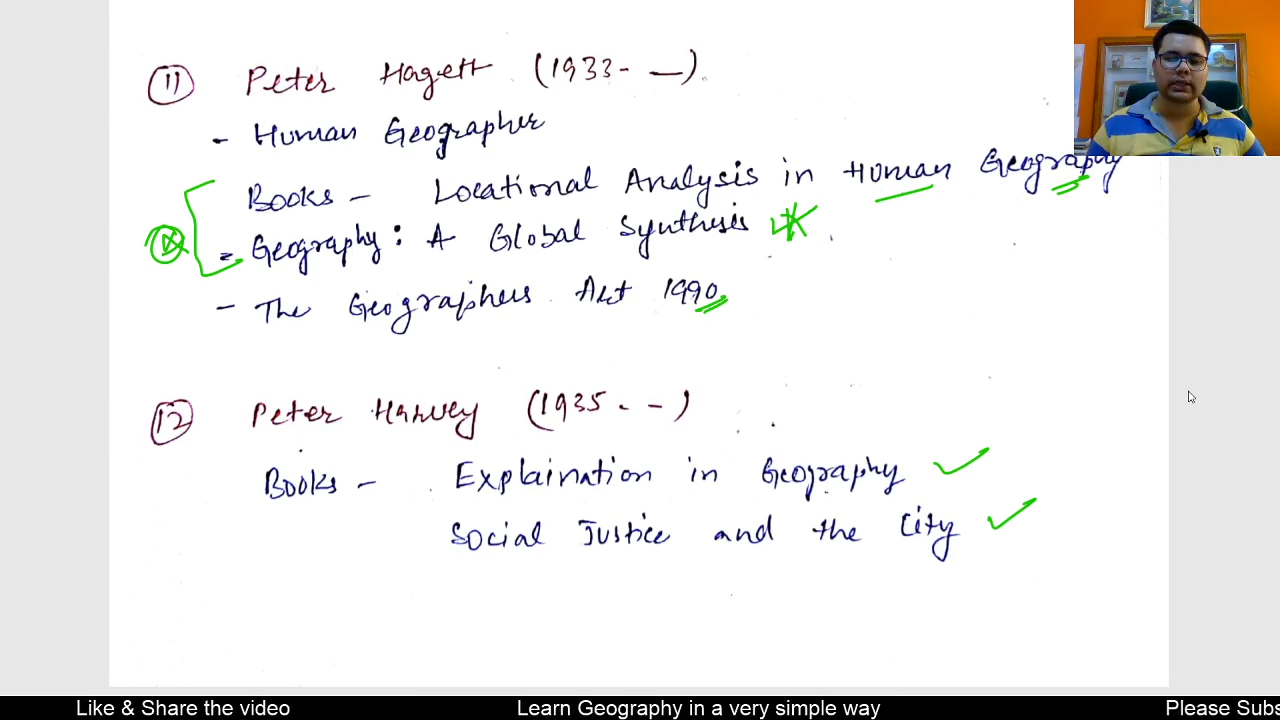 11 Peter Hagett (1933- —).
- Human Geographer
Books - Locational Analysis in Human Geography
= Geography: A Global Synthesis
- The Geographers Art 1990.
12 Peter Harvey (1935 - -)
Books - Explaination in Geography
Social Justice and the City
Like & Share the video Learn Geography in a very simple way Please Subs